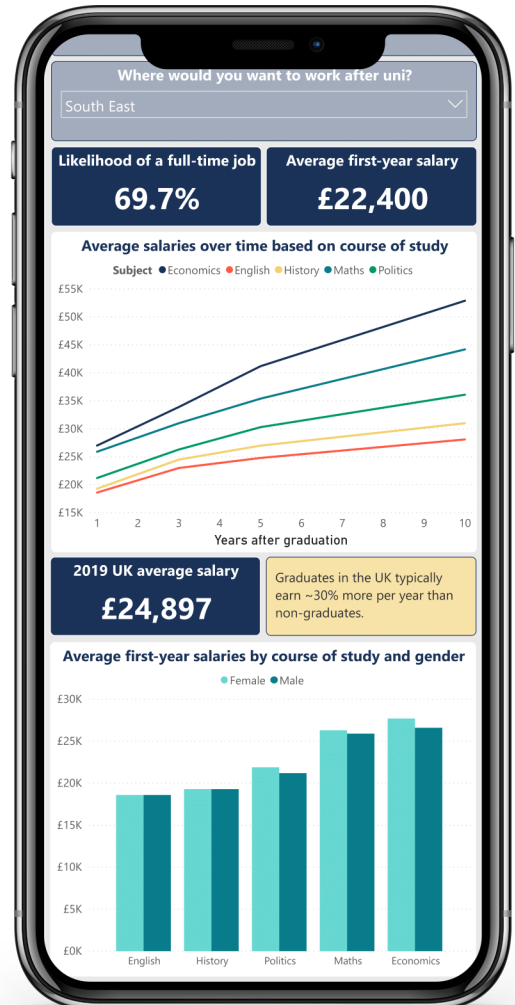 Where would you want to work after uni?
South East
Likelihood of a full-time job
69.7%
Average first-year salary
£22,400
Average salaries over time based on course of study
Subject Economics English History Maths Politics
£55K
£50K
£45K
£40K
£35K
£30K
£25K
£20K
£15K
1 2 3 4 5 6 7 8 9 10
Years after graduation
2019 UK average salary
£24,897
Graduates in the UK typically
earn ~30% more per year than
non-graduates.
Average first-year salaries by course of study and gender
Female Male
£30K
£25K
£20K
£15K
£10K
£5K
£0K
English History Politics Maths Economics